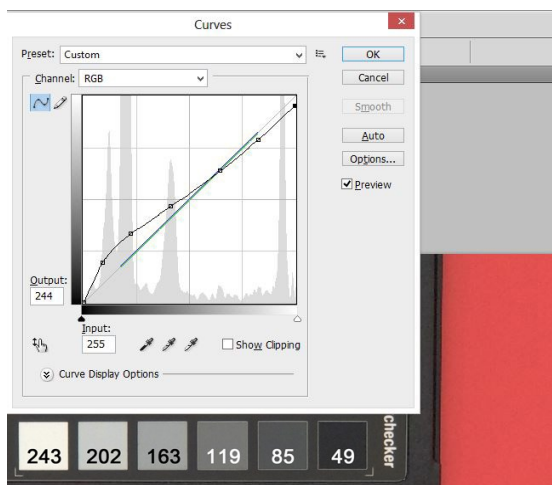 Curves
Preset: Custom
OK
Channel: RGB
Cancel
Smooth
Auto
Options...
Preview
Output:
244
Input:
255
Show Clipping
Curve Display Options
243 202 163 119 85 49
checker